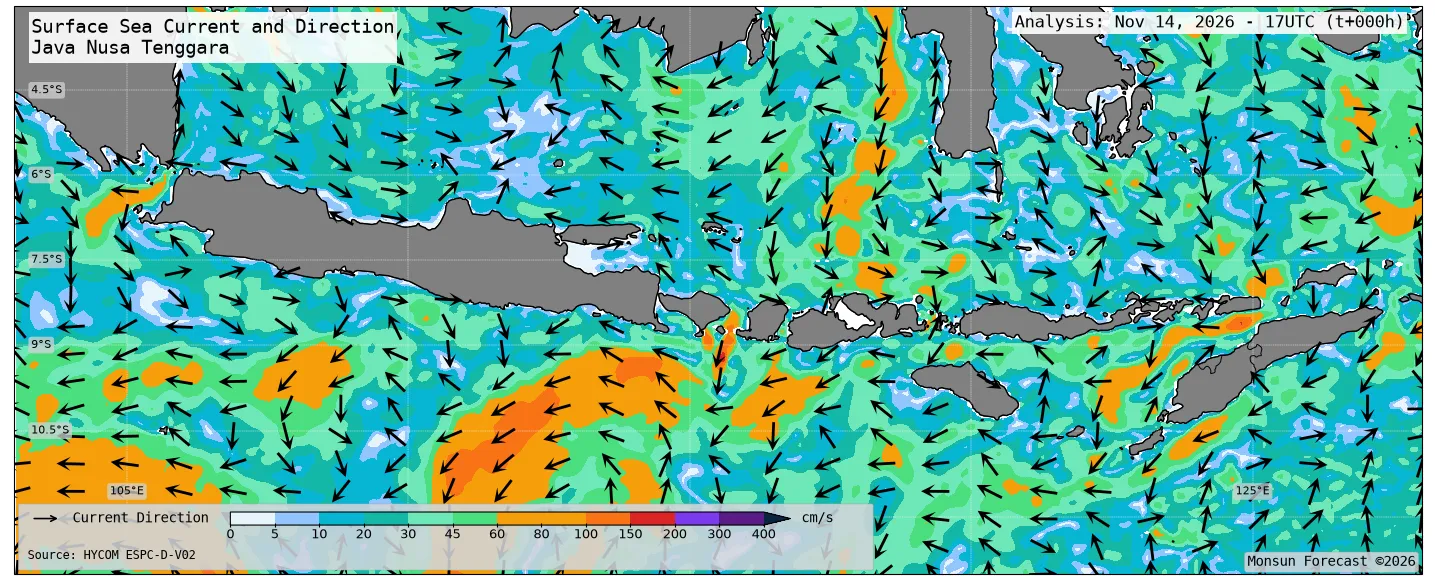 Surface Sea Current and Direction
Java Nusa Tenggara
Analysis: Nov 14, 2026 - 17UTC (t+000h)
4.5°S
6°S
7.5°S
9°S
10.5°S
105°E
125°E
Current Direction
cm/s
0 5 10 20 30 45 60 80 100 150 200 300 400
Source: HYCOM ESPC-D-V02
Monsun Forecast ©2026